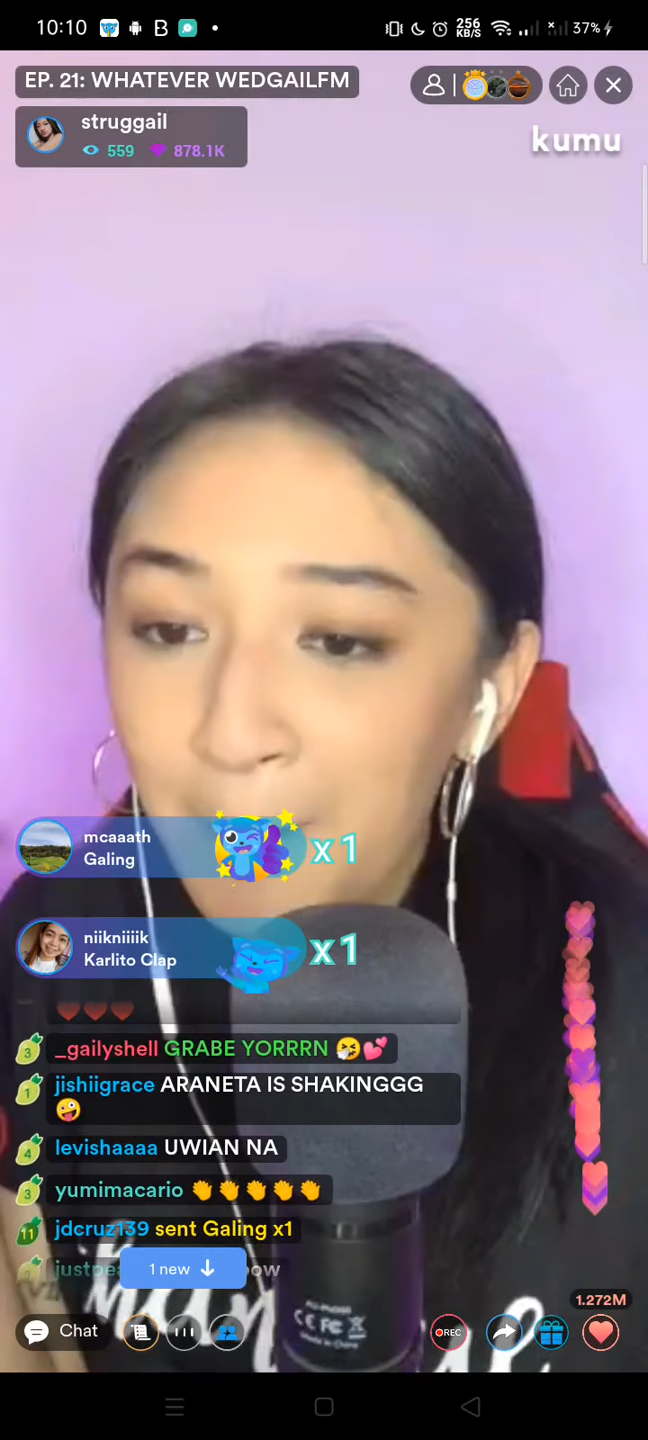 10:10 B 256 KB/S 37%
EP. 21: WHATEVER WEDGAILFM
struggail
559 878.1K
kumu
mcaaath
Galing
x 1
niikniiiik
Karlito Clap
x 1
3 _gailyshell GRABE YORRRN 🤧💕
1 jishiigrace ARANETA IS SHAKINGGG
🤪
4 levishaaaa UWIAN NA
3 yumimacario 👏👏👏👏👏
11 jdcruz139 sent Galing x1
1 new ↓
1.272M
Chat
REC